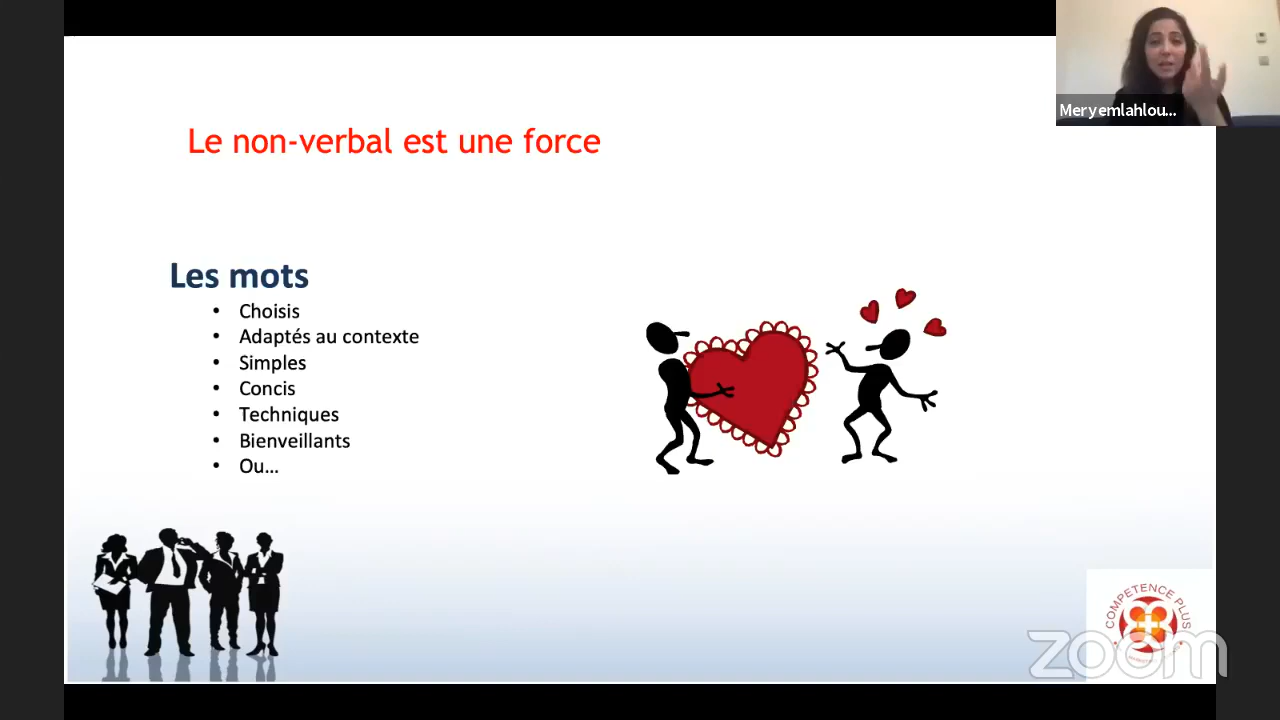 Meryemlahlou...
Le non-verbal est une force
Les mots
• Choisis
• Adaptés au contexte
• Simples
• Concis
• Techniques
• Bienveillants
• Ou...
COMPETENCE PLUS
zoom